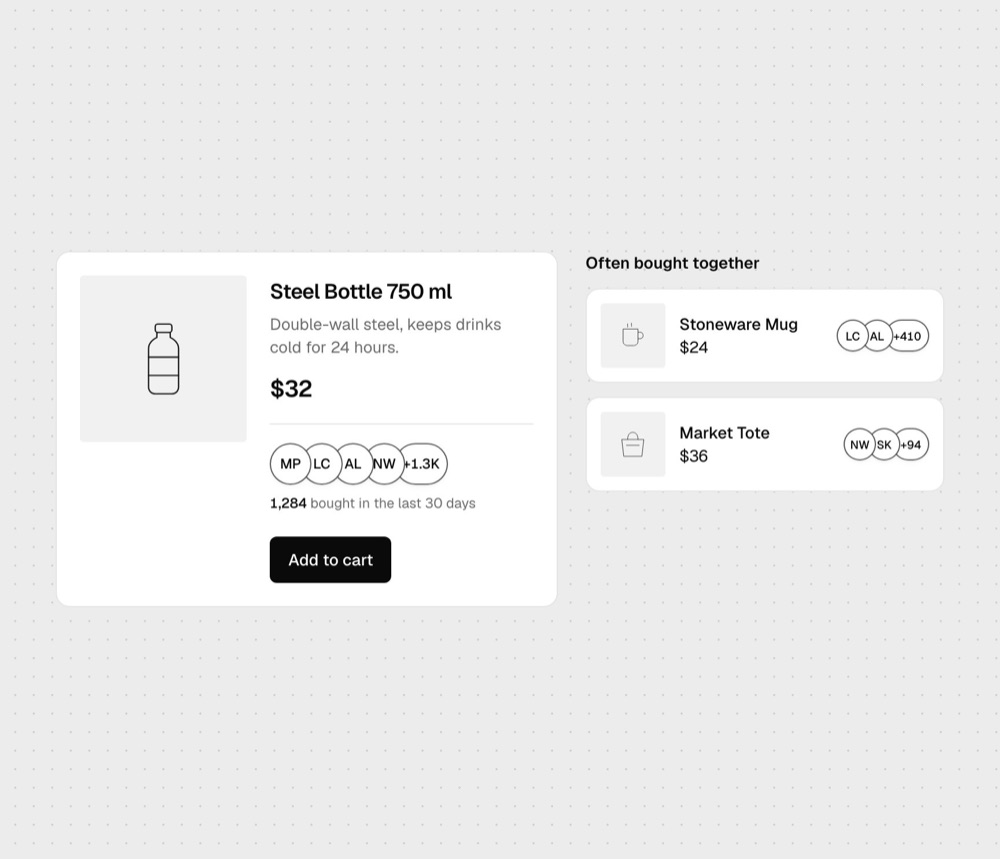 Steel Bottle 750 ml
Double-wall steel, keeps drinks
cold for 24 hours.
$32
MP LC AL NW +1.3K
1,284 bought in the last 30 days
Add to cart
Often bought together
Stoneware Mug
$24
LC AL +410
Market Tote
$36
NW SK +94